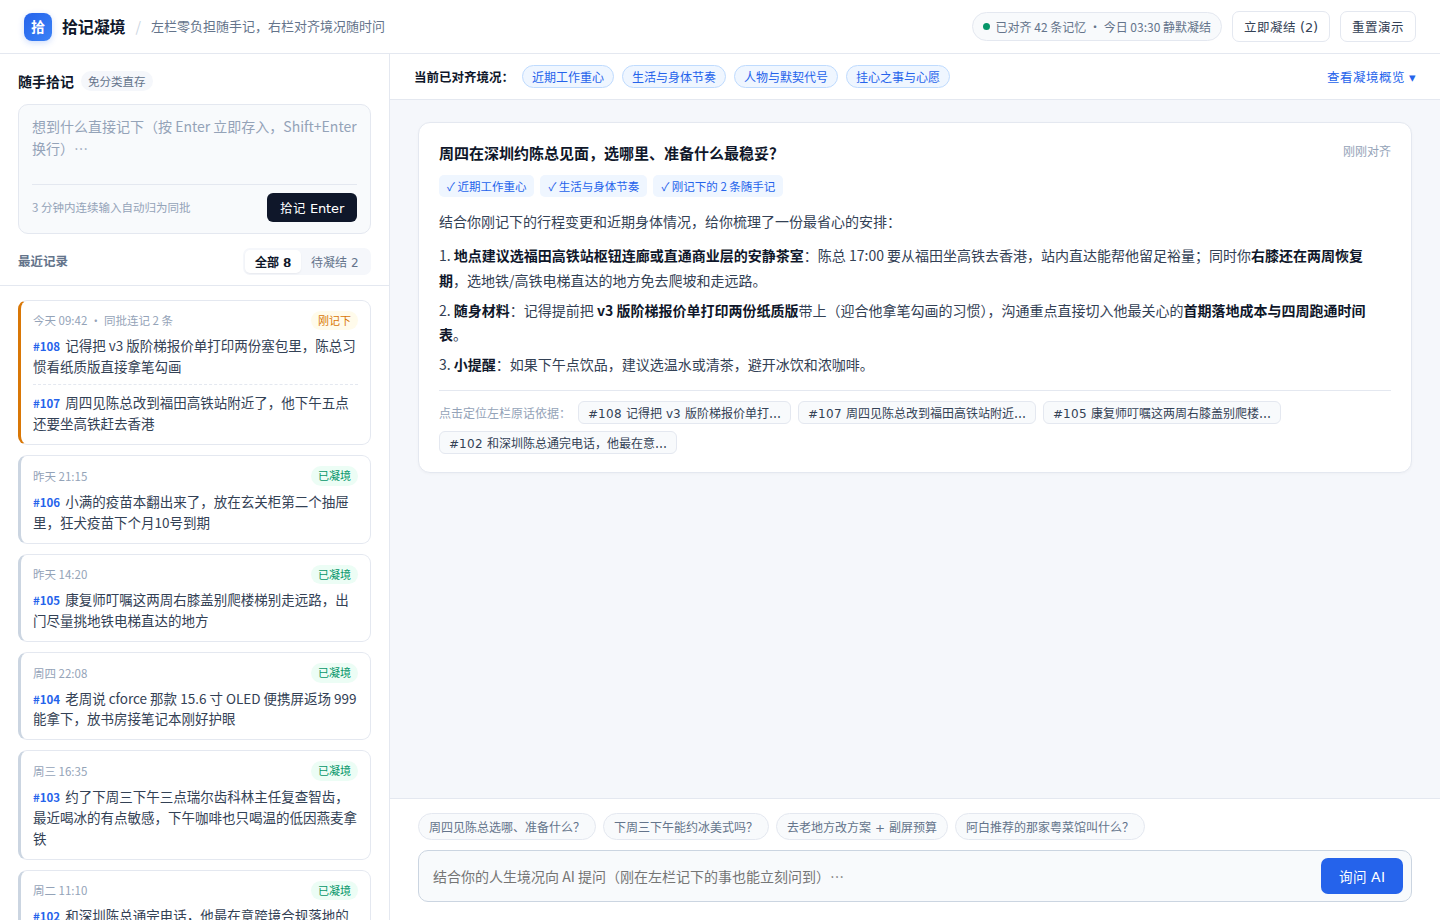 拾 拾记凝境 / 左栏零负担随手记，右栏对齐境况随时问
已对齐 42 条记忆 · 今日 03:30 静默凝结 立即凝结 (2) 重置演示
随手拾记 免分类直存
想到什么直接记下（按 Enter 立即存入，Shift+Enter
换行）…
3 分钟内连续输入自动归为同批 拾记 Enter
最近记录 全部 8 待凝结 2
今天 09:42 · 同批连记 2 条 刚记下
#108 记得把 v3 版阶梯报价单打印两份塞包里，陈总习
惯看纸质版直接拿笔勾画
#107 周四见陈总改到福田高铁站附近了，他下午五点
还要坐高铁赶去香港
昨天 21:15 已凝境
#106 小满的疫苗本翻出来了，放在玄关柜第二个抽屉
里，狂犬疫苗下个月10号到期
昨天 14:20 已凝境
#105 康复师叮嘱这两周右膝盖别爬楼梯别走远路，出
门尽量挑地铁电梯直达的地方
周四 22:08 已凝境
#104 老周说 cforce 那款 15.6 寸 OLED 便携屏返场 999
能拿下，放书房接笔记本刚好护眼
周三 16:35 已凝境
#103 约了下周三下午三点瑞尔齿科林主任复查智齿，
最近喝冰的有点敏感，下午咖啡也只喝温的低因燕麦拿
铁
周二 11:10 已凝境
#102 和深圳陈总通完电话，他最在意跨境合规落地的
当前已对齐境况： 近期工作重心 生活与身体节奏 人物与默契代号 挂心之事与心愿 查看凝境概览 ▾
周四在深圳约陈总见面，选哪里、准备什么最稳妥？ 刚刚对齐
✓ 近期工作重心 ✓ 生活与身体节奏 ✓ 刚记下的 2 条随手记
结合你刚记下的行程变更和近期身体情况，给你梳理了一份最省心的安排：
1. 地点建议选福田高铁站枢钮连廊或直通商业层的安静茶室：陈总 17:00 要从福田坐高铁去香港，站内直达能帮他留足裕量；同时你右膝还在两周恢复
期，选地铁/高铁电梯直达的地方免去爬坡和走远路。
2. 随身材料：记得提前把 v3 版阶梯报价单打印两份纸质版带上（迎合他拿笔勾画的习惯），沟通重点直接切入他最关心的首期落地成本与四周跑通时间
表。
3. 小提醒：如果下午点饮品，建议选温水或清茶，避开冰饮和浓咖啡。
点击定位左栏原话依据： #108 记得把 v3 版阶梯报价单打... #107 周四见陈总改到福田高铁站附近... #105 康复师叮嘱这两周右膝盖别爬楼...
#102 和深圳陈总通完电话，他最在意...
周四见陈总选哪、准备什么？ 下周三下午能约冰美式吗？ 去老地方改方案 + 副屏预算 阿白推荐的那家粤菜馆叫什么？
结合你的人生境况向 AI 提问（刚在左栏记下的事也能立刻问到）… 询问 AI